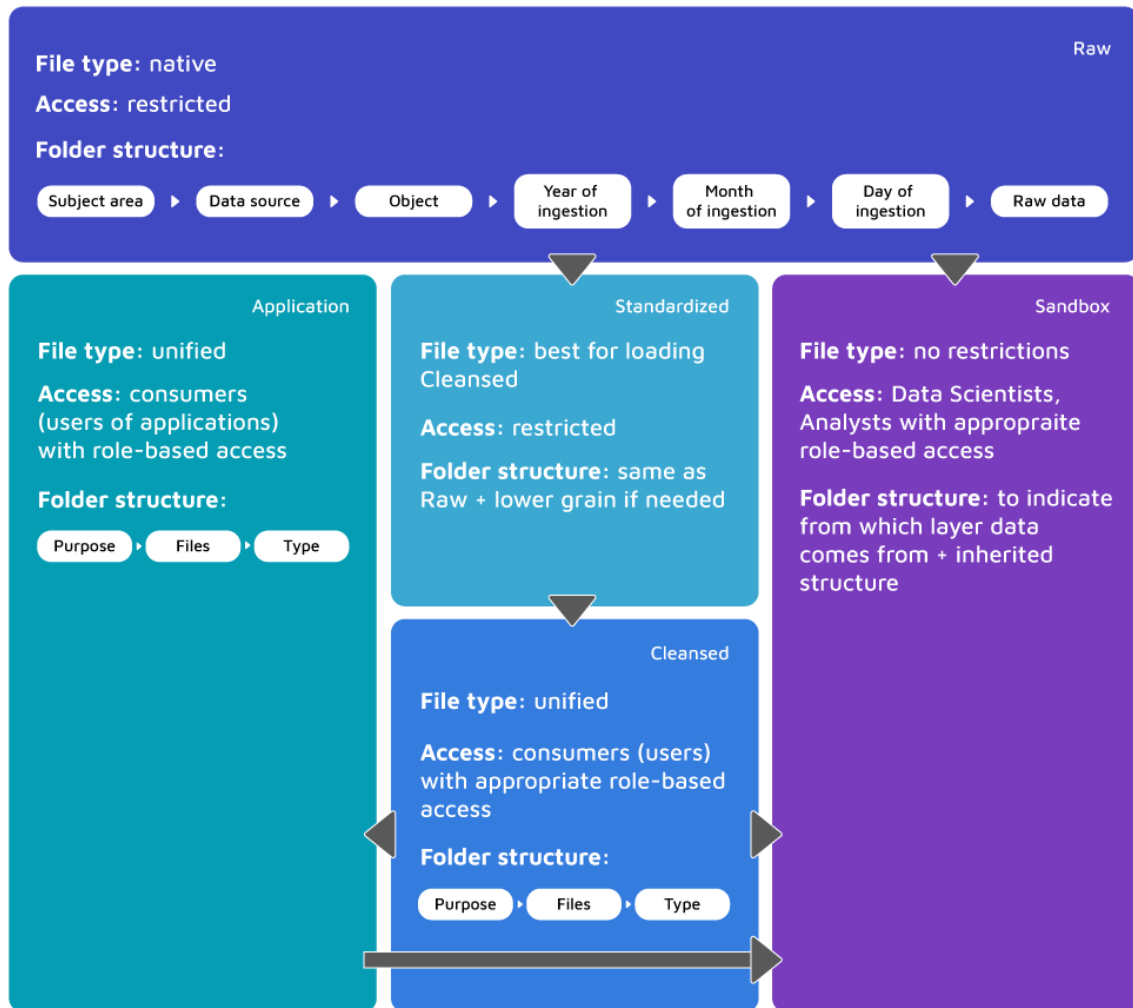 Raw
File type: native
Access: restricted
Folder structure:
Subject area
Data source
Object
Year of
ingestion
Month
of ingestion
Day of
ingestion
Raw data
Application
File type: unified
Access: consumers
(users of applications)
with role-based access
Folder structure:
Purpose
Files
Type
Standardized
File type: best for loading
Cleansed
Access: restricted
Folder structure: same as
Raw + lower grain if needed
Cleansed
File type: unified
Access: consumers (users)
with appropriate role-based
access
Folder structure:
Purpose
Files
Type
Sandbox
File type: no restrictions
Access: Data Scientists,
Analysts with appropraite
role-based access
Folder structure: to indicate
from which layer data
comes from + inherited
structure